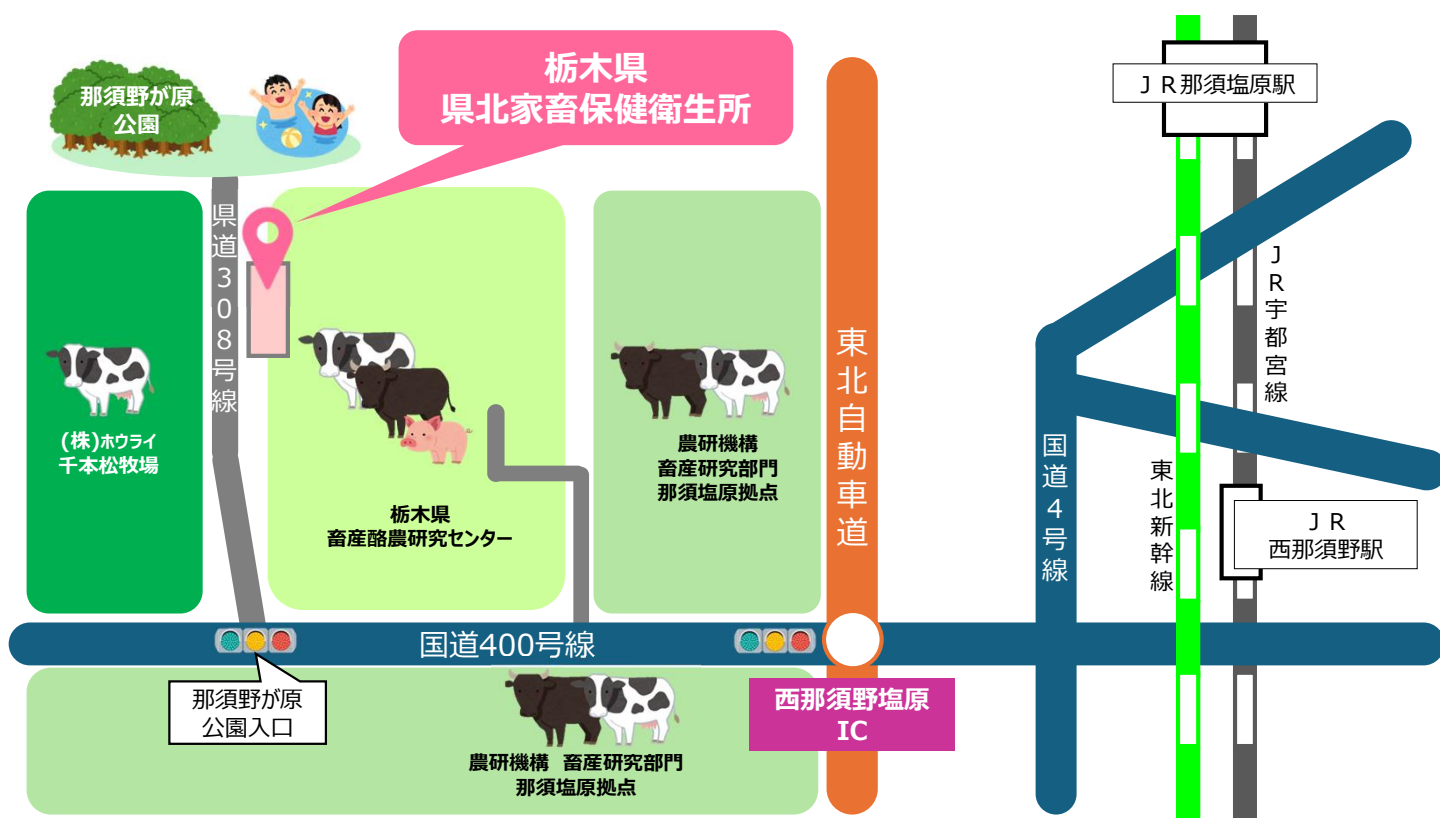 那須野が原
公園
栃木県
県北家畜保健衛生所
ＪＲ那須塩原駅
県道308号線
東北自動車道
ＪＲ宇都宮線
(株)ホウライ
千本松牧場
農研機構
畜産研究部門
那須塩原拠点
国道4号線
東北新幹線
栃木県
畜産酪農研究センター
ＪＲ
西那須野駅
国道400号線
那須野が原
公園入口
西那須野塩原
IC
農研機構 畜産研究部門
那須塩原拠点